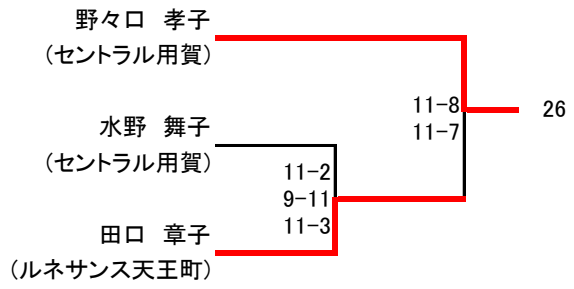 野々口　孝子
(セントラル用賀)
11-8
11-7
26
水野　舞子
(セントラル用賀)
11-2
9-11
11-3
田口　章子
(ルネサンス天王町)